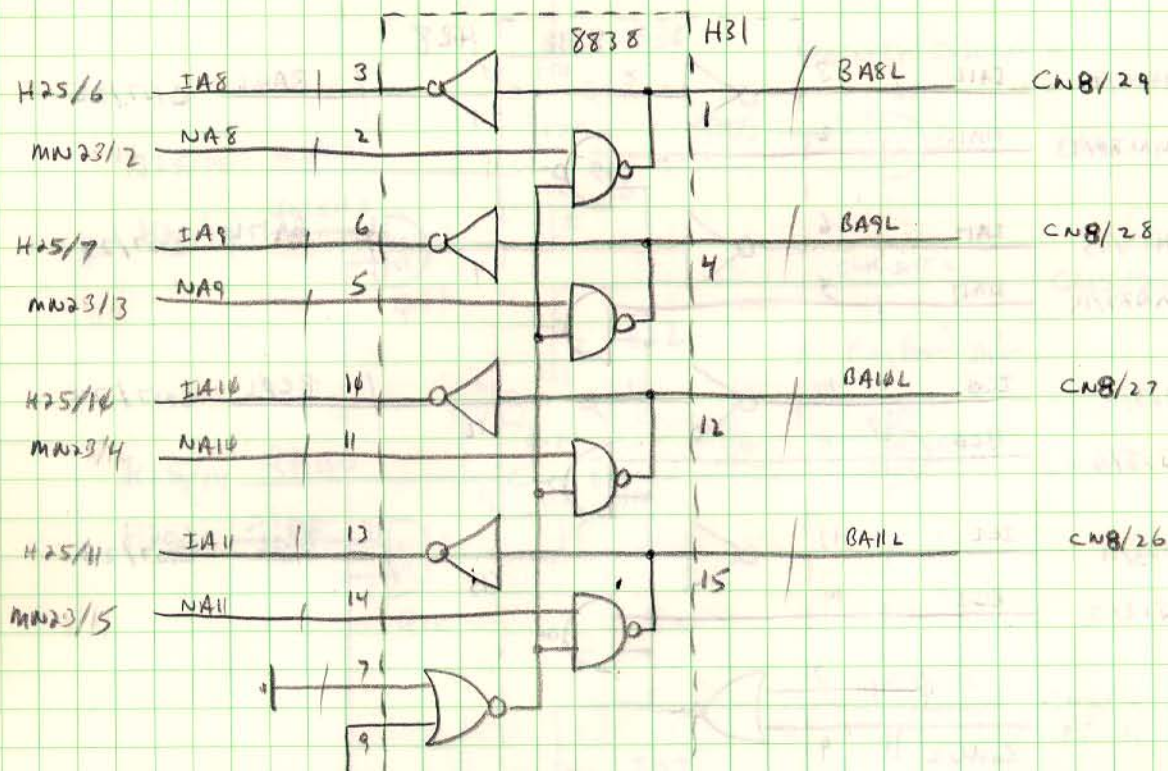 8838 H31
H25/6 IA8 3 BA8L CN8/29
1
MN23/2 NA8 2
H25/7 IA9 6 BA9L CN8/28
4
MN23/3 NA9 5
H25/10 IA10 10 BA10L CN8/27
12
MN23/4 NA10 11
H25/11 IA11 13 BA11L CN8/26
15
MN23/15 NA11 14
7
9